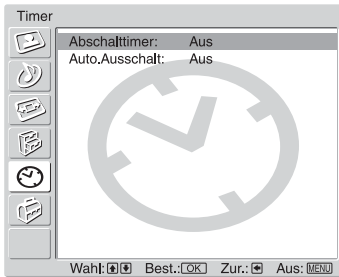 Timer
Abschalttimer: Aus
Auto.Ausschalt: Aus
Wahl: Best.: OK Zur.: Aus: MENU